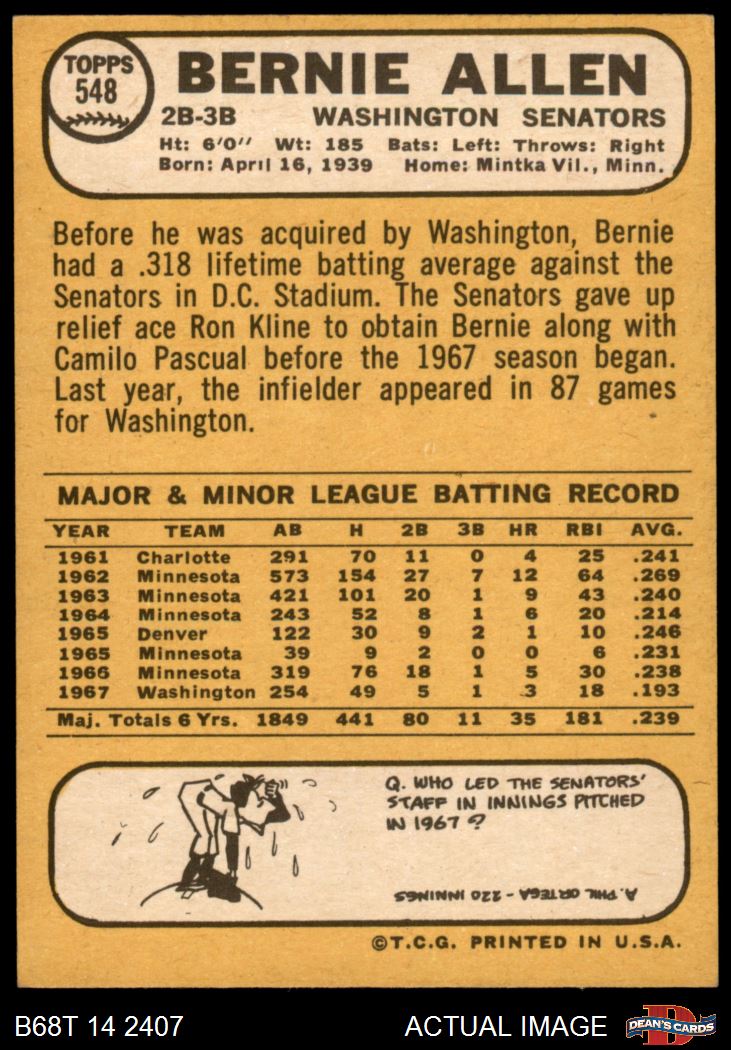 TOPPS
548
BERNIE ALLEN
2B-3B WASHINGTON SENATORS
Ht: 6'0" Wt: 185 Bats: Left: Throws: Right
Born: April 16, 1939 Home: Mintka Vil., Minn.
Before he was acquired by Washington, Bernie
had a .318 lifetime batting average against the
Senators in D.C. Stadium. The Senators gave up
relief ace Ron Kline to obtain Bernie along with
Camilo Pascual before the 1967 season began.
Last year, the infielder appeared in 87 games
for Washington.
MAJOR & MINOR LEAGUE BATTING RECORD
YEAR TEAM AB H 2B 3B HR RBI AVG.
1961 Charlotte 291 70 11 0 4 25 .241
1962 Minnesota 573 154 27 7 12 64 .269
1963 Minnesota 421 101 20 1 9 43 .240
1964 Minnesota 243 52 8 1 6 20 .214
1965 Denver 122 30 9 2 1 10 .246
1965 Minnesota 39 9 2 0 0 6 .231
1966 Minnesota 319 76 18 1 5 30 .238
1967 Washington 254 49 5 1 3 18 .193
Maj. Totals 6 Yrs. 1849 441 80 11 35 181 .239
Q. WHO LED THE SENATORS'
STAFF IN INNINGS PITCHED
IN 1967?
A. PHIL ORTEGA - 220 INNINGS
©T.C.G. PRINTED IN U.S.A.
B68T 14 2407 ACTUAL IMAGE
D
DEAN'S CARDS